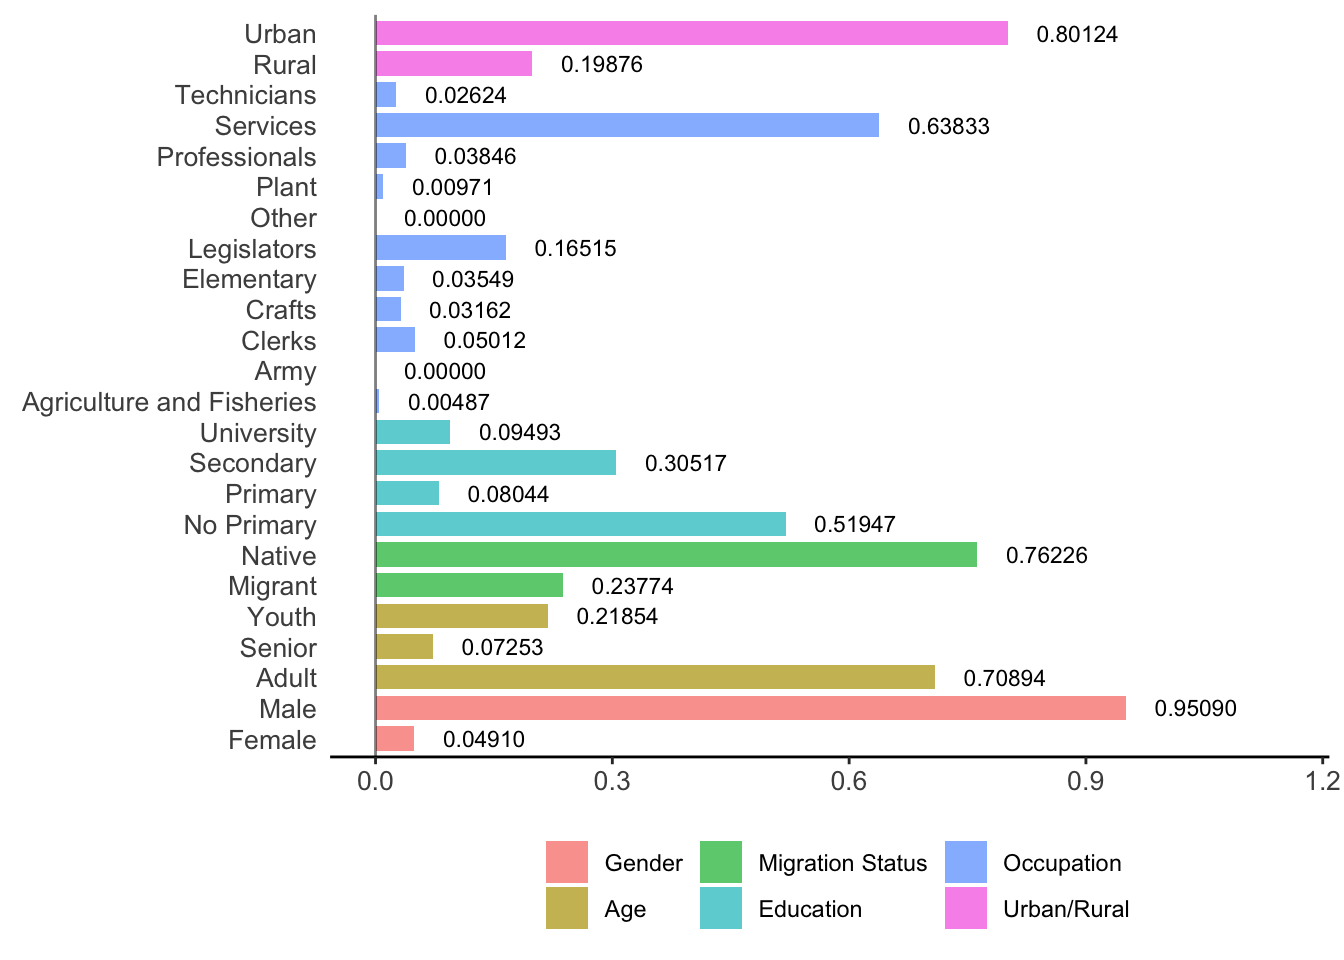 Urban 0.80124
Rural 0.19876
Technicians 0.02624
Services 0.63833
Professionals 0.03846
Plant 0.00971
Other 0.00000
Legislators 0.16515
Elementary 0.03549
Crafts 0.03162
Clerks 0.05012
Army 0.00000
Agriculture and Fisheries 0.00487
University 0.09493
Secondary 0.30517
Primary 0.08044
No Primary 0.51947
Native 0.76226
Migrant 0.23774
Youth 0.21854
Senior 0.07253
Adult 0.70894
Male 0.95090
Female 0.04910
0.0 0.3 0.6 0.9 1.2
Gender Migration Status Occupation
Age Education Urban/Rural